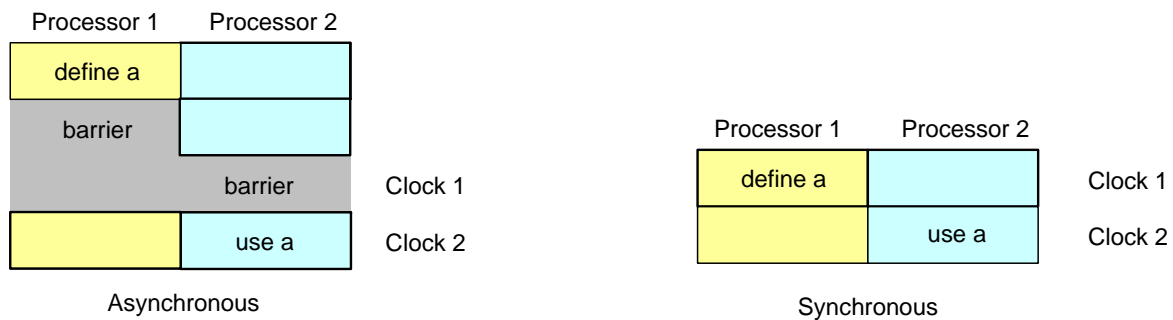 Processor 1 Processor 2
define a
barrier
barrier Clock 1
use a Clock 2
Asynchronous
Processor 1 Processor 2
define a Clock 1
use a Clock 2
Synchronous